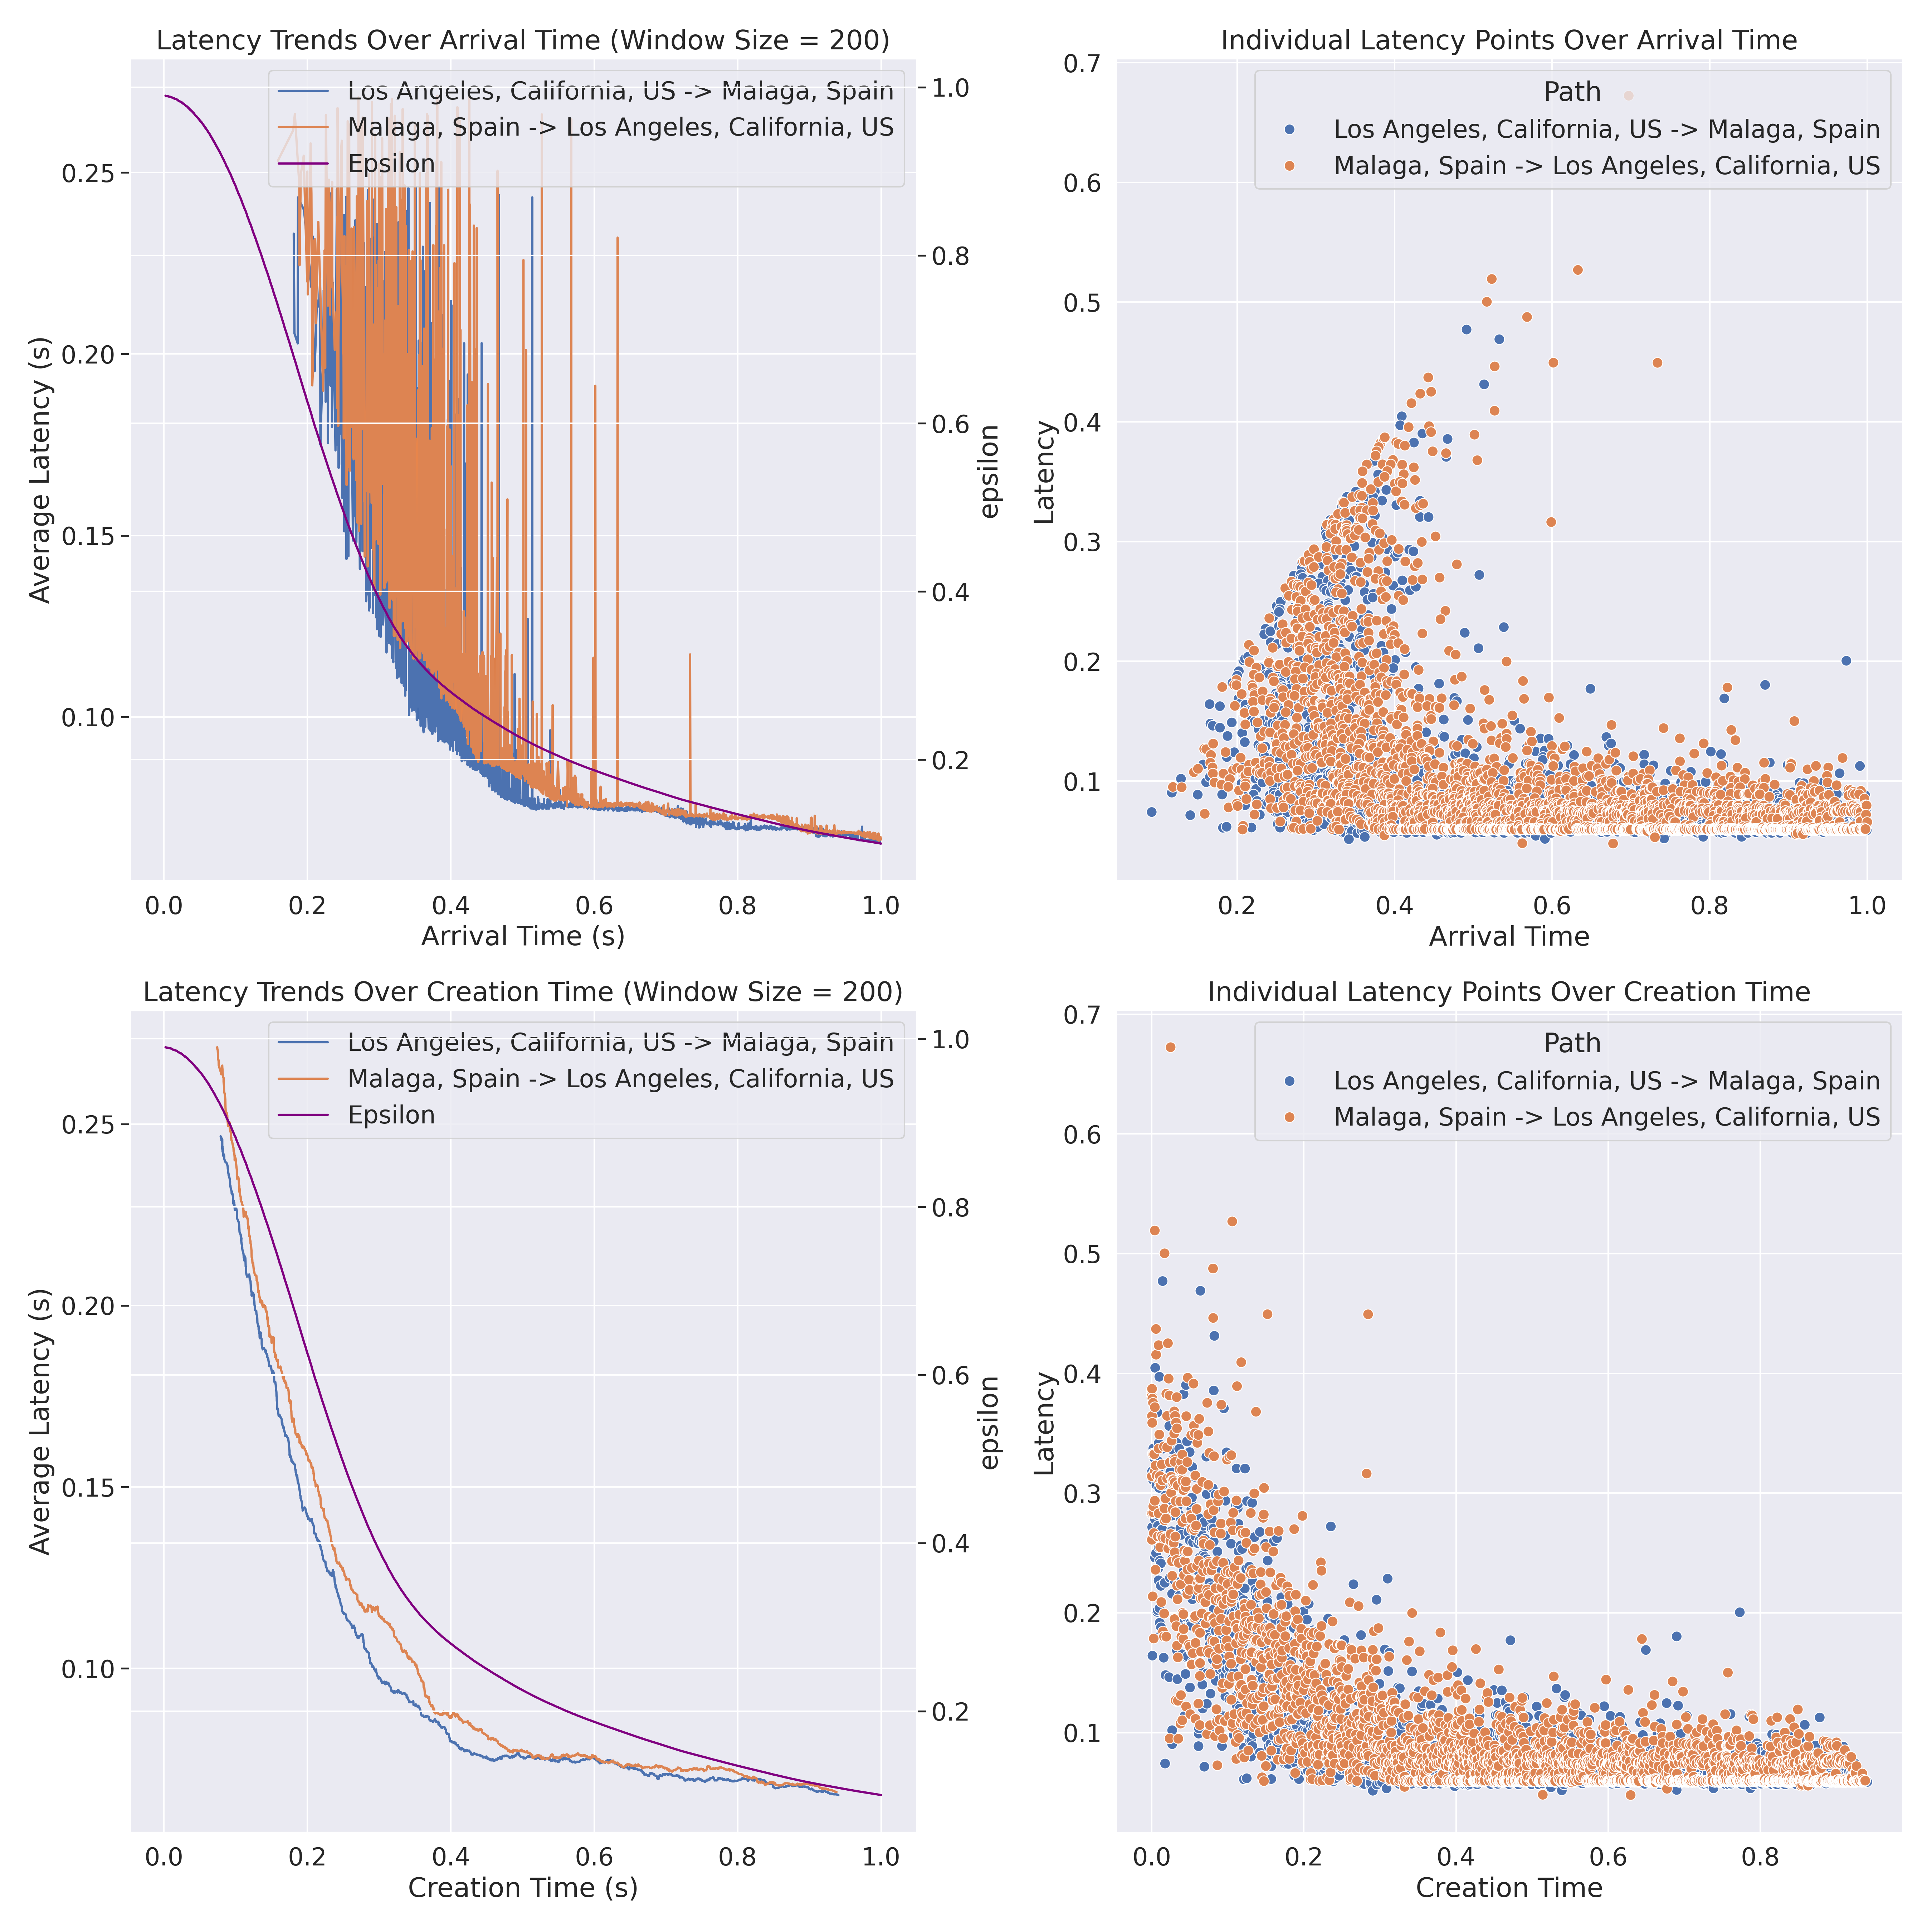 Latency Trends Over Arrival Time (Window Size = 200)
Los Angeles, California, US -> Malaga, Spain
Malaga, Spain -> Los Angeles, California, US
Epsilon
0.25
0.20
0.15
0.10
Average Latency (s)
1.0
0.8
0.6
0.4
0.2
epsilon
0.0 0.2 0.4 0.6 0.8 1.0
Arrival Time (s)
Individual Latency Points Over Arrival Time
Path
Los Angeles, California, US -> Malaga, Spain
Malaga, Spain -> Los Angeles, California, US
0.7
0.6
0.5
0.4
0.3
0.2
0.1
Latency
0.2 0.4 0.6 0.8 1.0
Arrival Time
Latency Trends Over Creation Time (Window Size = 200)
Los Angeles, California, US -> Malaga, Spain
Malaga, Spain -> Los Angeles, California, US
Epsilon
0.25
0.20
0.15
0.10
Average Latency (s)
1.0
0.8
0.6
0.4
0.2
epsilon
0.0 0.2 0.4 0.6 0.8 1.0
Creation Time (s)
Individual Latency Points Over Creation Time
Path
Los Angeles, California, US -> Malaga, Spain
Malaga, Spain -> Los Angeles, California, US
0.7
0.6
0.5
0.4
0.3
0.2
0.1
Latency
0.0 0.2 0.4 0.6 0.8
Creation Time